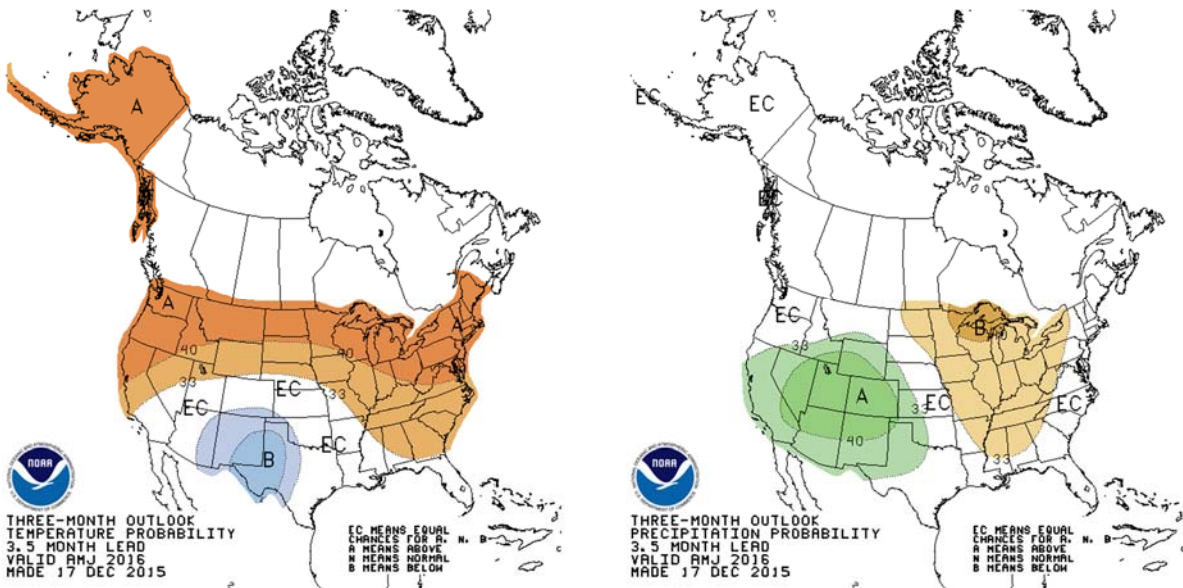 A
A
A
40
40
33
33
EC
EC
EC
B
NOAA
THREE-MONTH OUTLOOK
TEMPERATURE PROBABILITY
3.5 MONTH LEAD
VALID AMJ 2016
MADE 17 DEC 2015
EC MEANS EQUAL
CHANCES FOR A, N, B
A MEANS ABOVE
N MEANS NORMAL
B MEANS BELOW
EC
EC
EC
EC
B
40
33
A
33
EC
EC
40
33
NOAA
THREE-MONTH OUTLOOK
PRECIPITATION PROBABILITY
3.5 MONTH LEAD
VALID AMJ 2016
MADE 17 DEC 2015
EC MEANS EQUAL
CHANCES FOR A, N, B
A MEANS ABOVE
N MEANS NORMAL
B MEANS BELOW